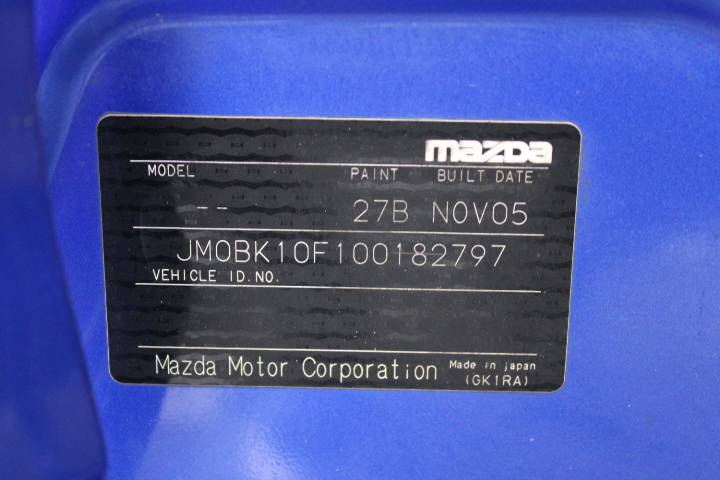 mazDa
MODEL PAINT BUILT DATE
-- 27B NOV05
JM0BK10F100182797
VEHICLE ID.NO.
Mazda Motor Corporation Made in japan
(GK1RA)